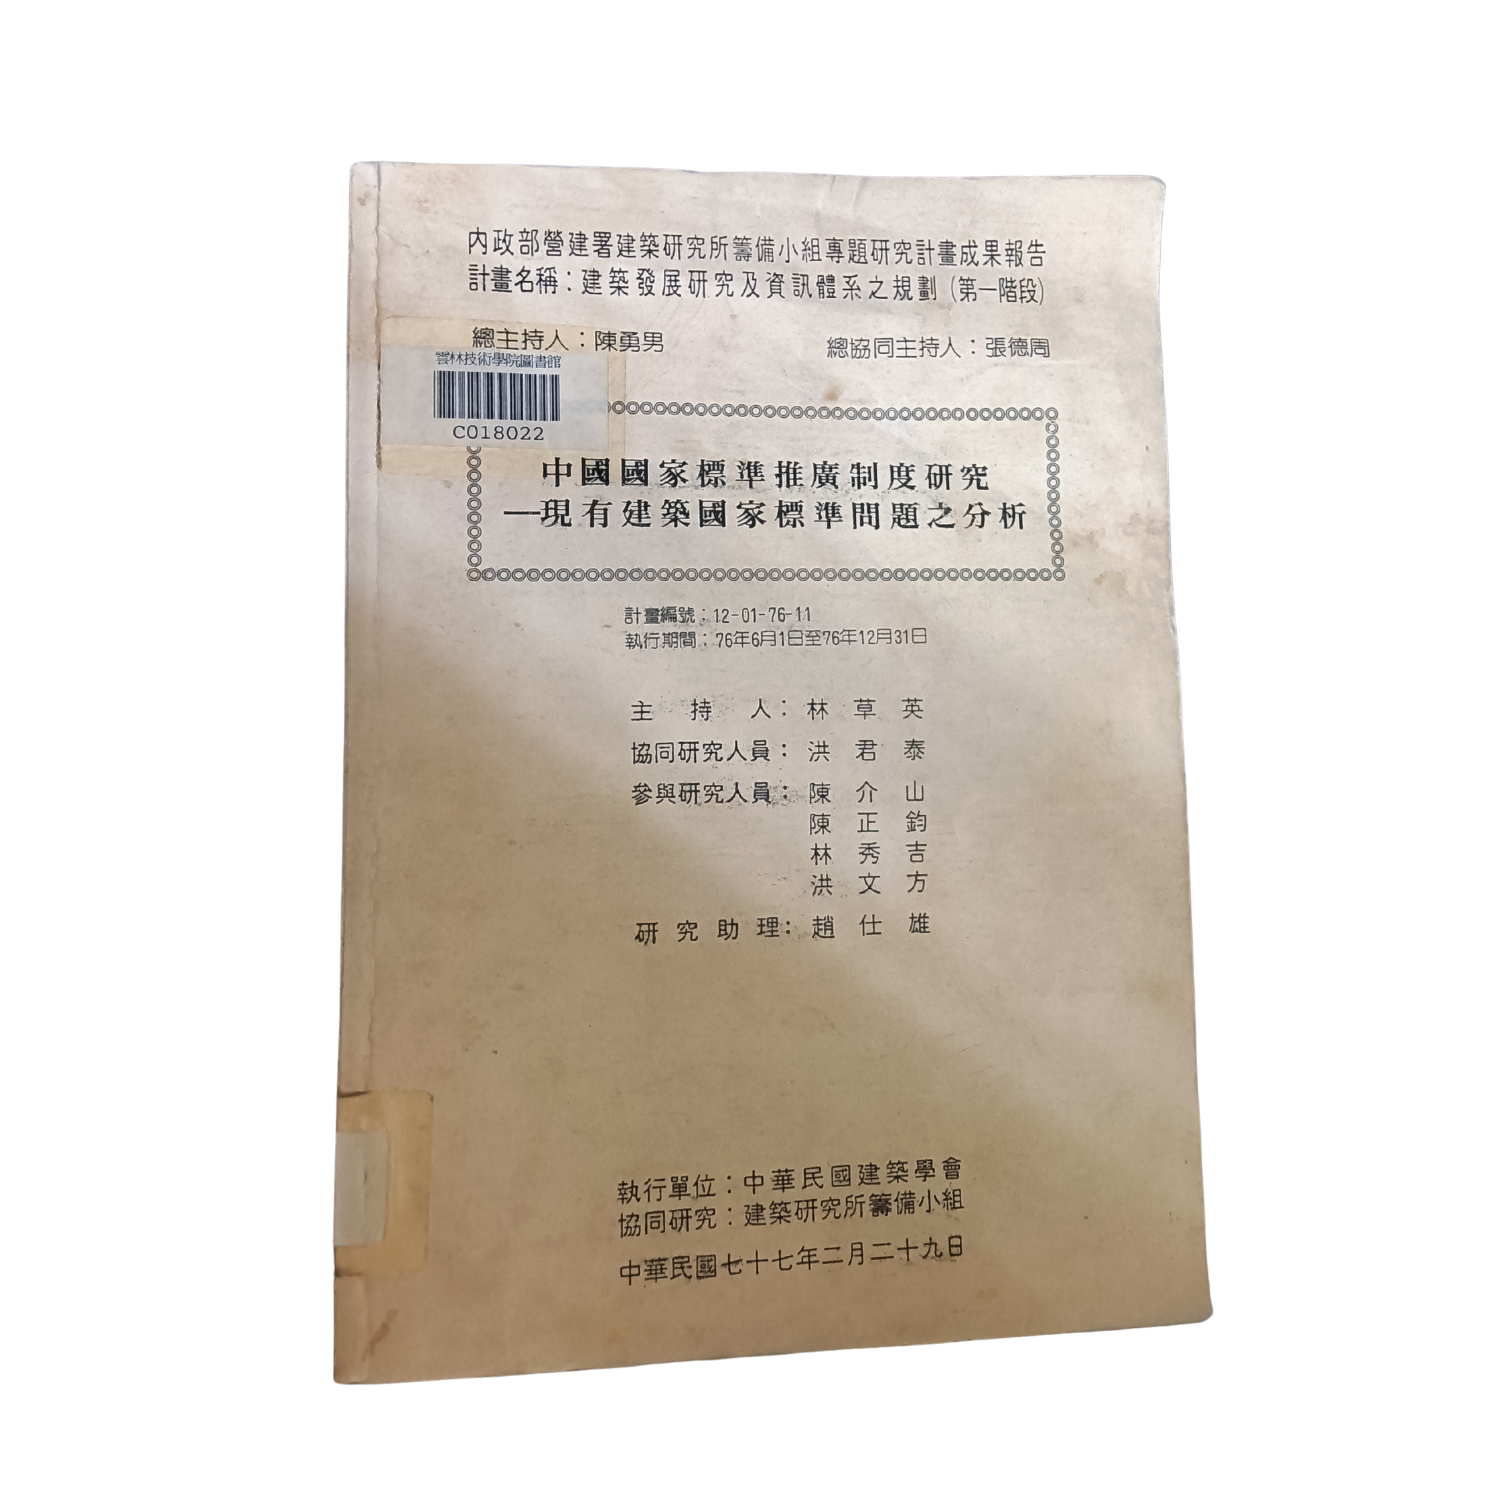 內政部營建署建築研究所籌備小組專題研究計畫成果報告
計畫名稱：建築發展研究及資訊體系之規劃（第一階段）
總主持人：陳勇男 總協同主持人：張德周
雲林技術學院圖書館
C018022
中國國家標準推廣制度研究
—現有建築國家標準問題之分析
計畫編號：12-01-76-11
執行期間：76年6月1日至76年12月31日
主持人：林草英
協同研究人員：洪君泰
參與研究人員：陳介山
陳正鈞
林秀吉
洪文方
研究助理：趙仕雄
執行單位：中華民國建築學會
協同研究：建築研究所籌備小組
中華民國七十七年二月二十九日